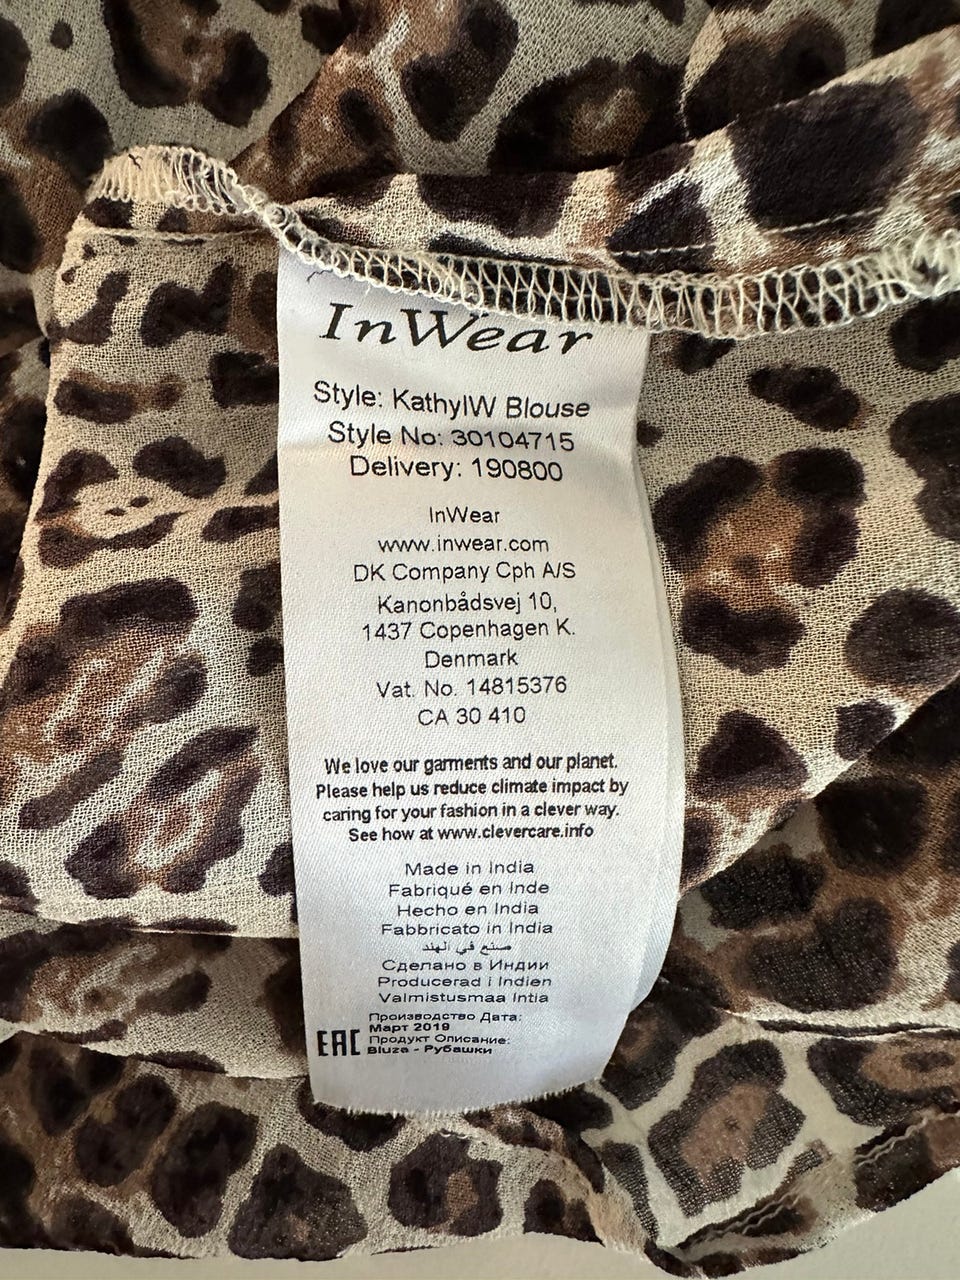 InWear
Style: KathyIW Blouse
Style No: 30104715
Delivery: 190800
InWear
www.inwear.com
DK Company Cph A/S
Kanonbådsvej 10,
1437 Copenhagen K.
Denmark
Vat. No. 14815376
CA 30 410
We love our garments and our planet.
Please help us reduce climate impact by
caring for your fashion in a clever way.
See how at www.clevercare.info
Made in India
Fabriqué en Inde
Hecho en India
Fabbricato in India
صنع في الهند
Сделано в Индии
Producerad i Indien
Valmistusmaa Intia
Производство Дата:
Март 2019
EAC Продукт Описание:
Bluza - Рубашки